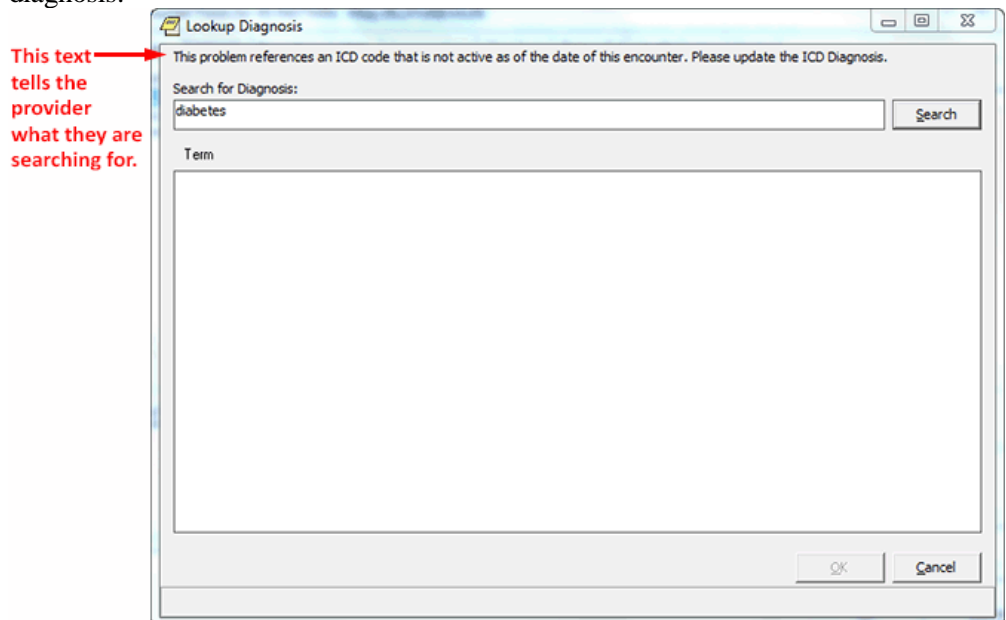 diagnosis.
Lookup Diagnosis
This text
tells the
provider
what they are
searching for.
This problem references an ICD code that is not active as of the date of this encounter. Please update the ICD Diagnosis.
Search for Diagnosis:
diabetes
Search
Term
OK
Cancel